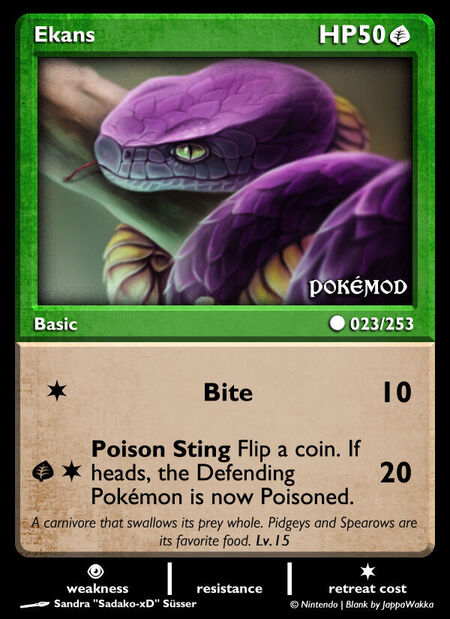 Ekans HP50
POKÉMOD
Basic 023/253
Bite 10
Poison Sting Flip a coin. If
heads, the Defending 20
Pokémon is now Poisoned.
A carnivore that swallows its prey whole. Pidgeys and Spearows are
its favorite food. Lv.15
weakness resistance retreat cost
Sandra "Sadako-xD" Süsser © Nintendo | Blank by JappaWakka